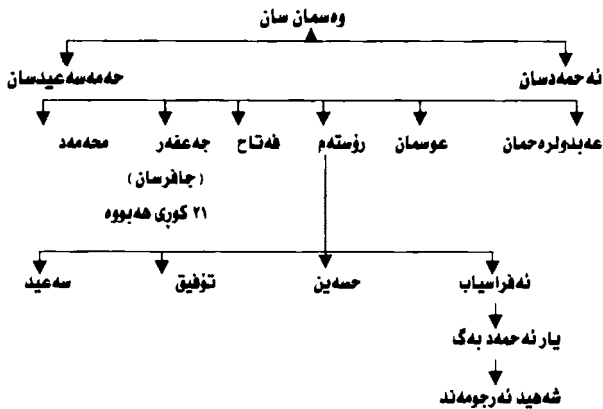 وەسمان سان
ئەحمەدسان حەمەسەعیدسان
عەبدولرەحمان عوسمان رۆستەم فەتاح جەعفەر محەمەد
(جافرسان)
٢١ کوڕی هەبووە
ئەفراسیاب حسەین تۆفیق سەعید
یار ئەحمەد بەگ
شەهید ئەرجومەند